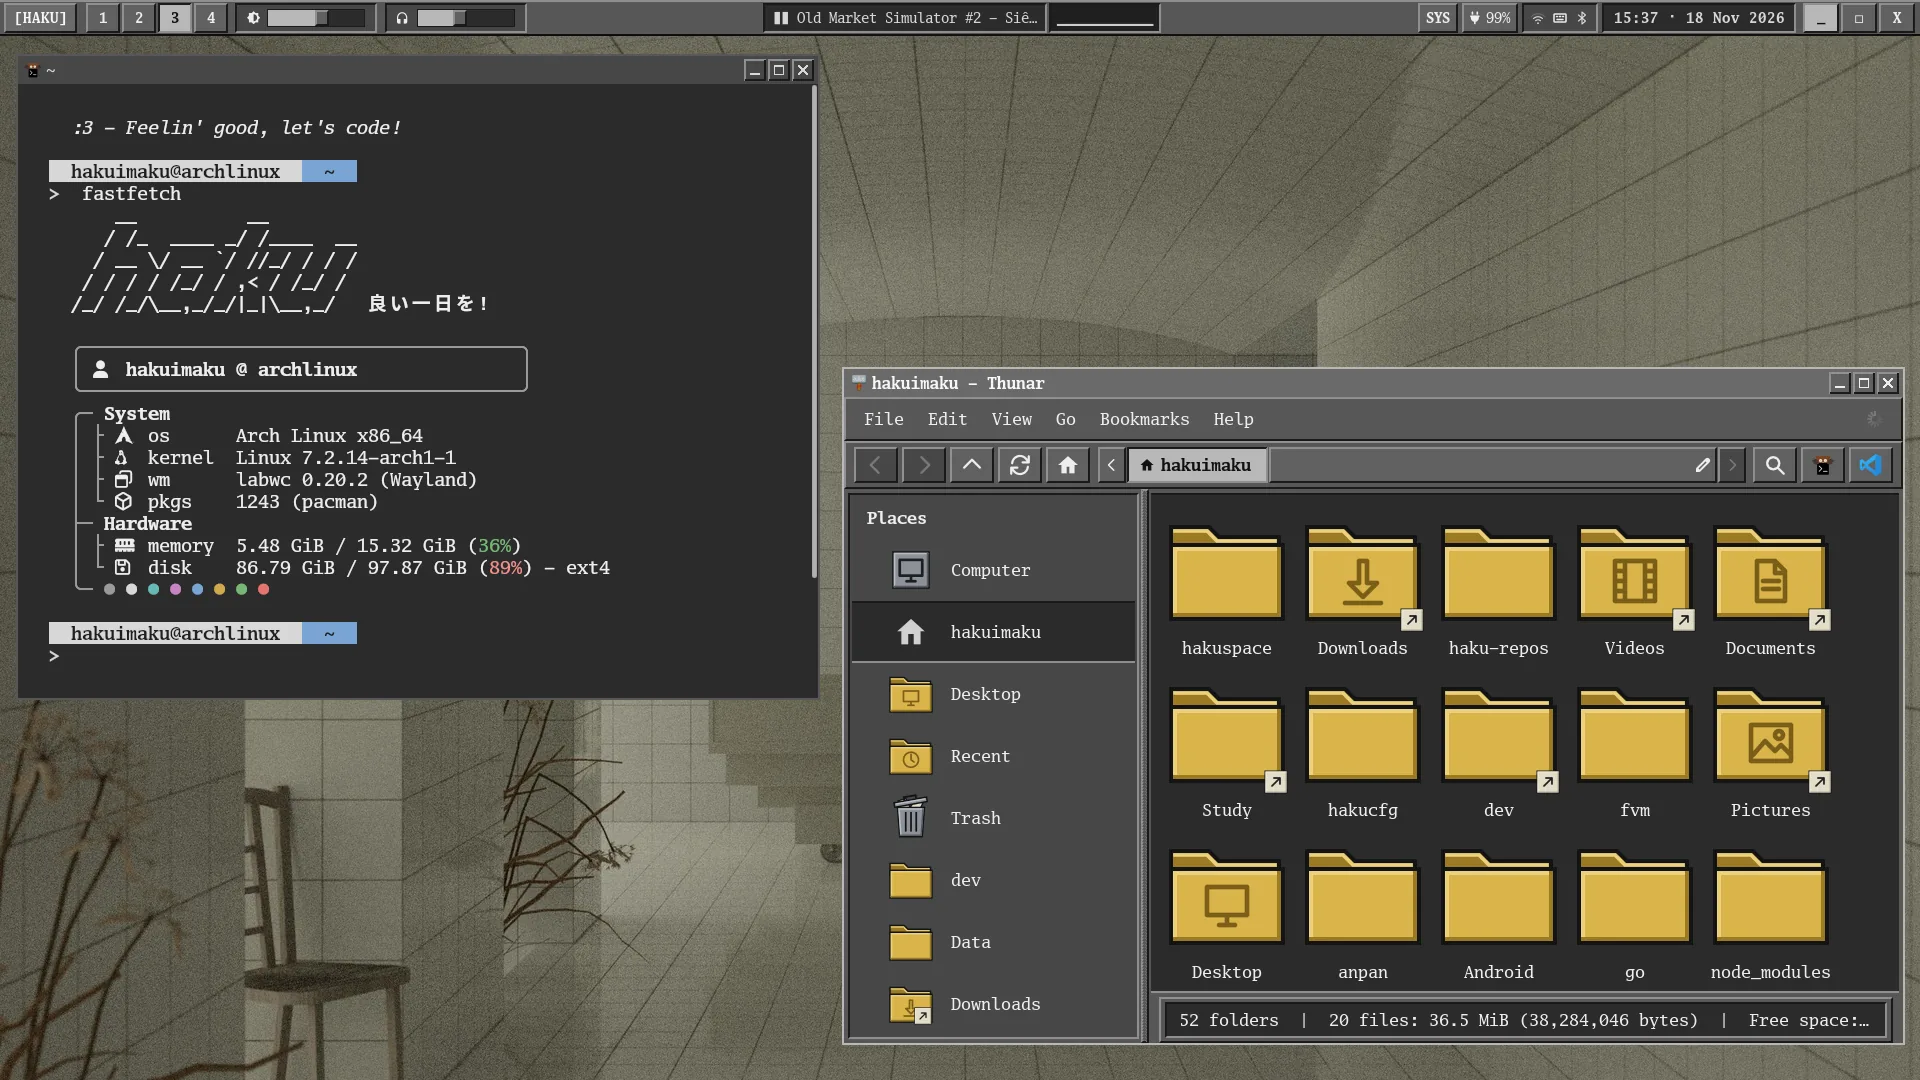 [HAKU] 1 2 3 4 Old Market Simulator #2 – Siê… SYS 99% 15:37 · 18 Nov 2026 _ □ X
~
:3 – Feelin' good, let's code!
hakuimaku@archlinux ~
> fastfetch
良い一日を!
hakuimaku @ archlinux
System
os Arch Linux x86_64
kernel Linux 7.2.14-arch1-1
wm labwc 0.20.2 (Wayland)
pkgs 1243 (pacman)
Hardware
memory 5.48 GiB / 15.32 GiB (36%)
disk 86.79 GiB / 97.87 GiB (89%) – ext4
hakuimaku@archlinux ~
>
hakuimaku – Thunar
File Edit View Go Bookmarks Help
hakuimaku
Places
Computer
hakuimaku
Desktop
Recent
Trash
dev
Data
Downloads
hakuspace Downloads haku-repos Videos Documents
Study hakucfg dev fvm Pictures
Desktop anpan Android go node_modules
52 folders | 20 files: 36.5 MiB (38,284,046 bytes) | Free space:…